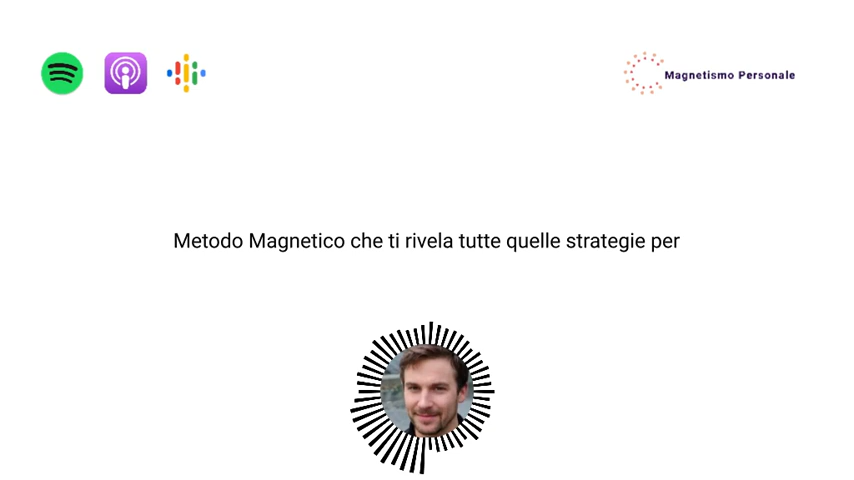 Magnetismo Personale
Metodo Magnetico che ti rivela tutte quelle strategie per